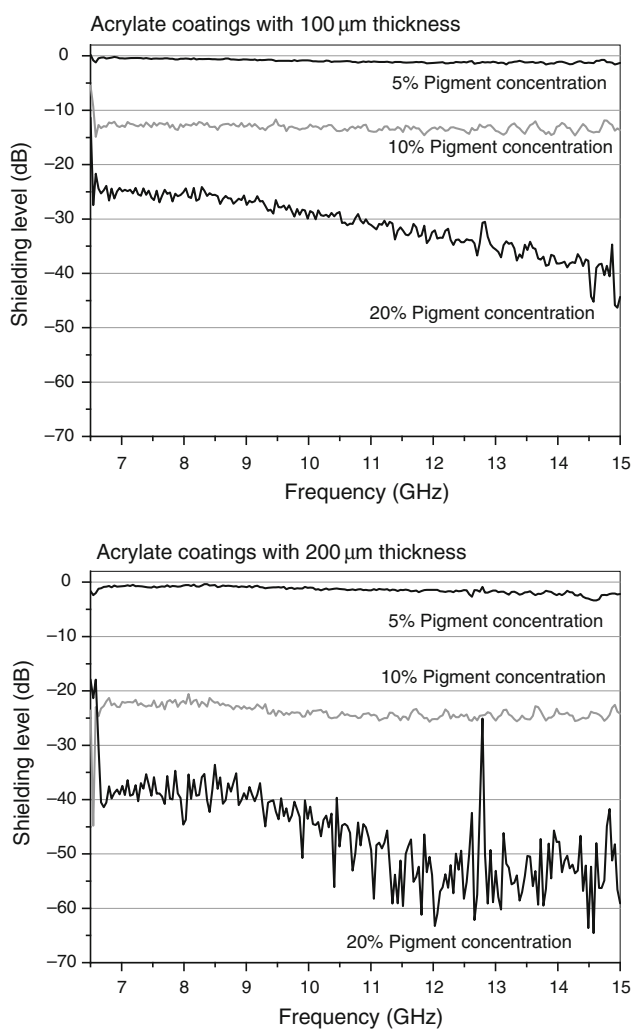 Acrylate coatings with 100 μm thickness
0
−10
−20
−30
−40
−50
−60
−70
Shielding level (dB)
5% Pigment concentration
10% Pigment concentration
20% Pigment concentration
7 8 9 10 11 12 13 14 15
Frequency (GHz)
Acrylate coatings with 200 μm thickness
0
−10
−20
−30
−40
−50
−60
−70
Shielding level (dB)
5% Pigment concentration
10% Pigment concentration
20% Pigment concentration
7 8 9 10 11 12 13 14 15
Frequency (GHz)